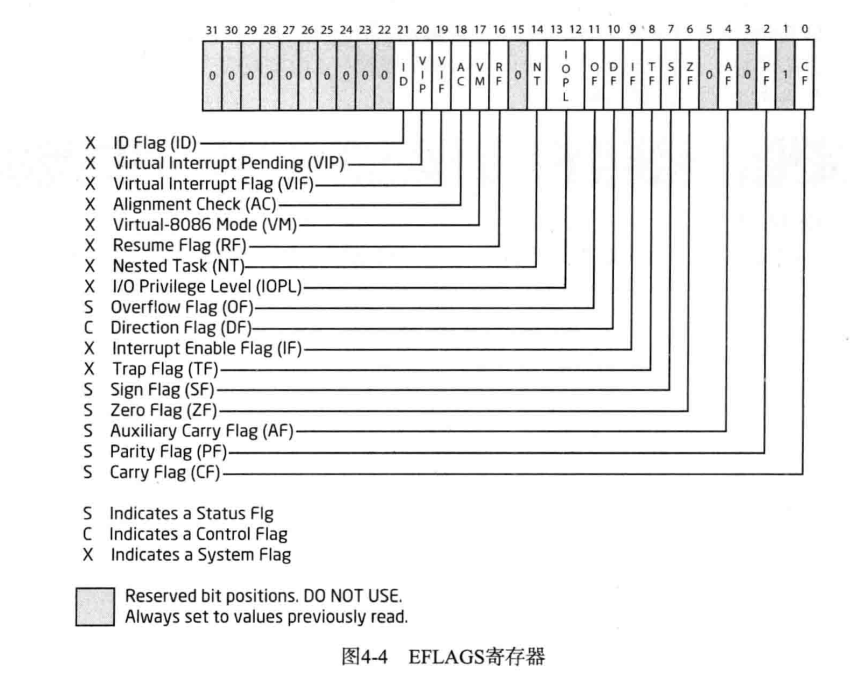 31 30 29 28 27 26 25 24 23 22 21 20 19 18 17 16 15 14 13 12 11 10 9 8 7 6 5 4 3 2 1 0
0 0 0 0 0 0 0 0 0 0 ID VIP VIF AC VM RF 0 NT IOPL OF DF IF TF SF ZF 0 AF 0 PF 1 CF
X ID Flag (ID)
X Virtual Interrupt Pending (VIP)
X Virtual Interrupt Flag (VIF)
X Alignment Check (AC)
X Virtual-8086 Mode (VM)
X Resume Flag (RF)
X Nested Task (NT)
X I/O Privilege Level (IOPL)
S Overflow Flag (OF)
C Direction Flag (DF)
X Interrupt Enable Flag (IF)
X Trap Flag (TF)
S Sign Flag (SF)
S Zero Flag (ZF)
S Auxiliary Carry Flag (AF)
S Parity Flag (PF)
S Carry Flag (CF)
S Indicates a Status Flg
C Indicates a Control Flag
X Indicates a System Flag
Reserved bit positions. DO NOT USE.
Always set to values previously read.
图4-4 EFLAGS寄存器